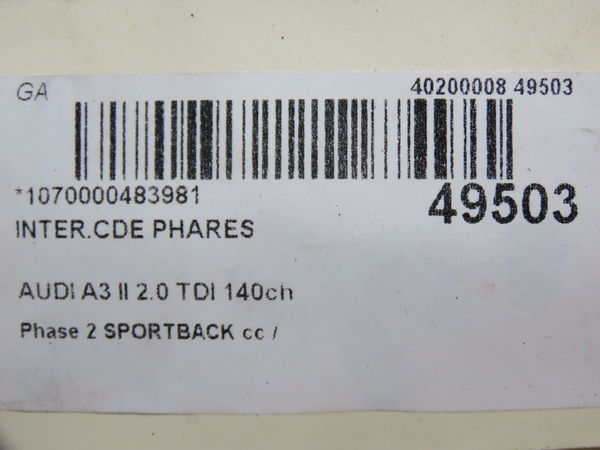 GA
40200008 49503
*1070000483981
49503
INTER.CDE PHARES
AUDI A3 II 2.0 TDI 140ch
Phase 2 SPORTBACK cc /